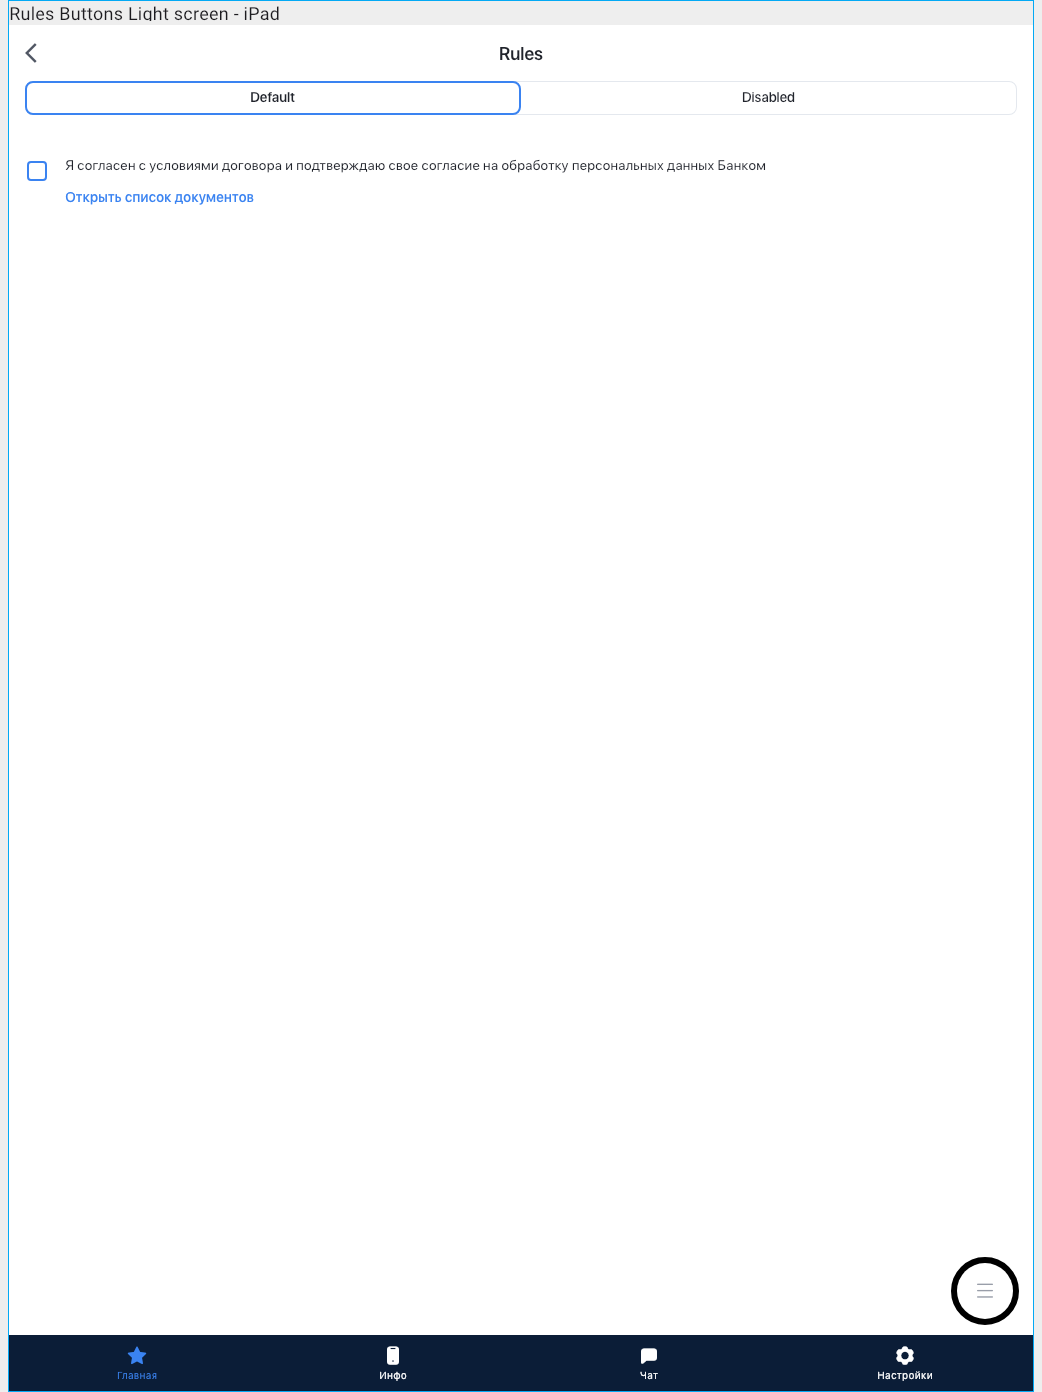 Rules Buttons Light screen - iPad
Rules
Default
Disabled
Я согласен с условиями договора и подтверждаю свое согласие на обработку персональных данных Банком
Открыть список документов
Главная
Инфо
Чат
Настройки